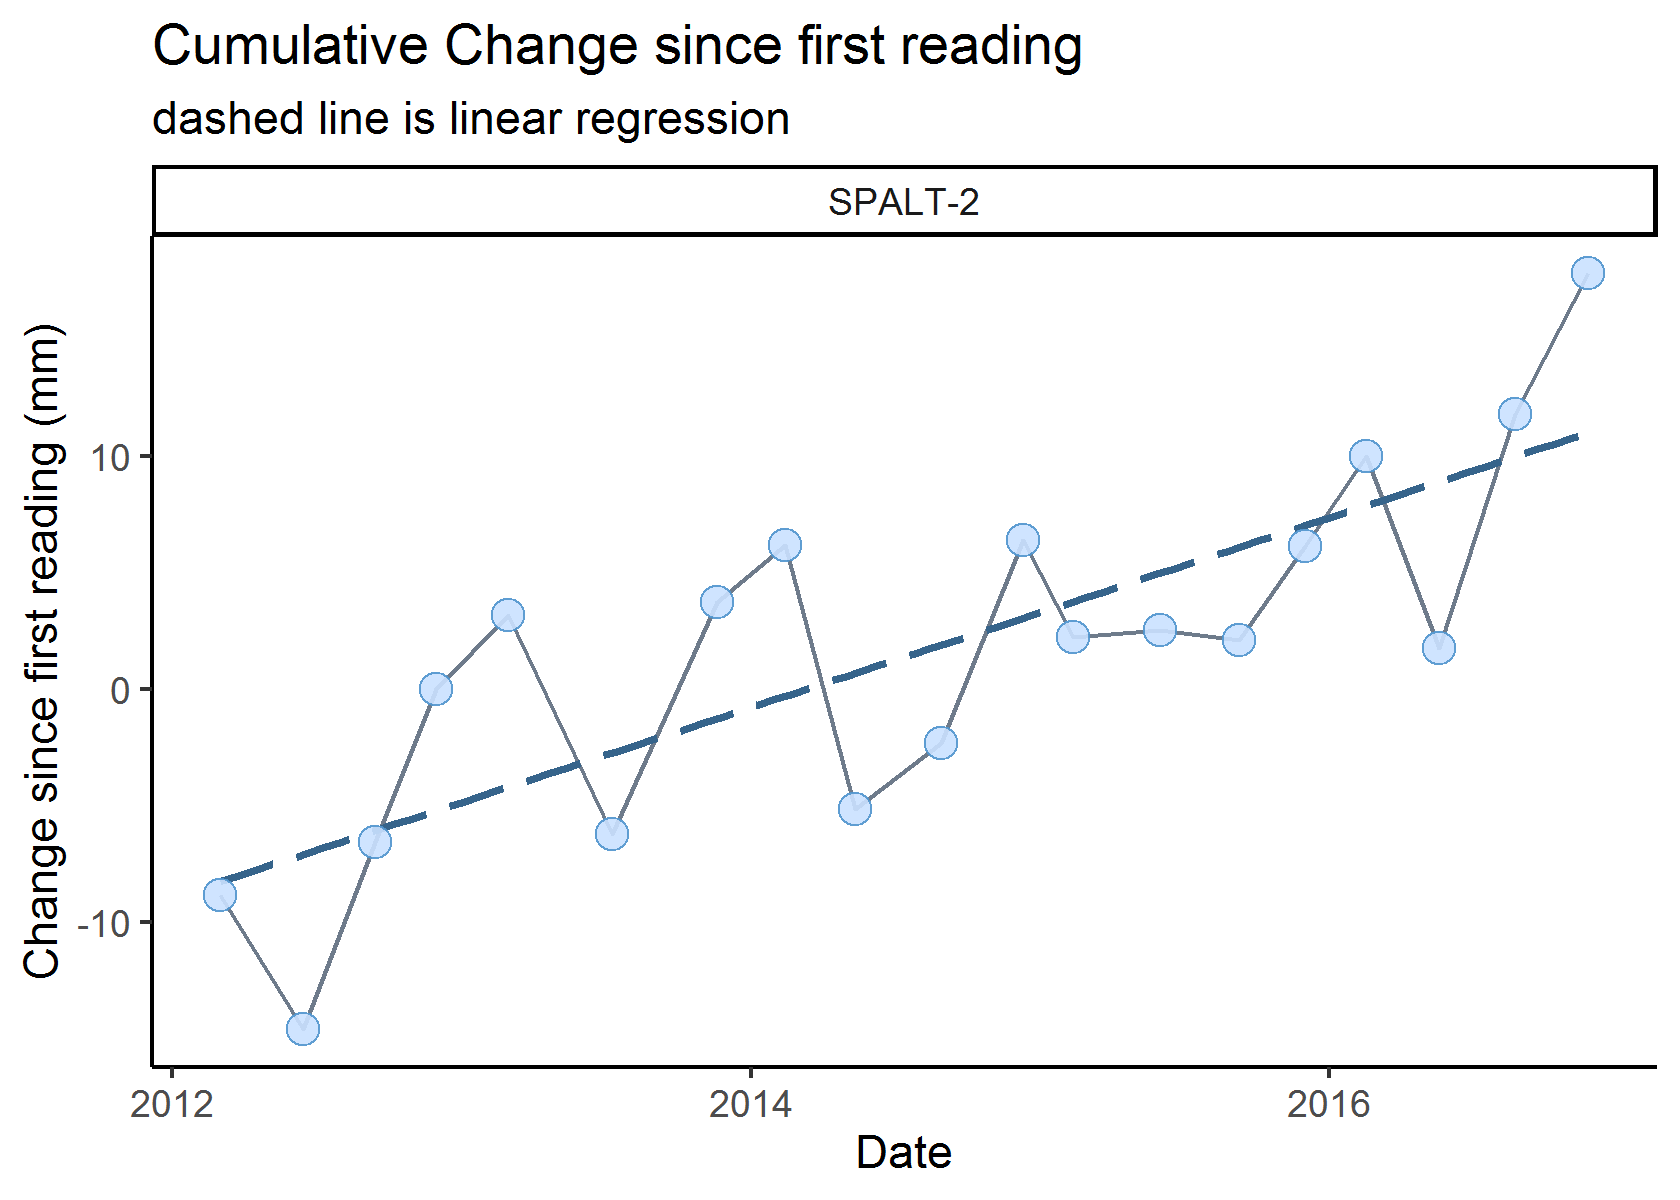 Cumulative Change since first reading
dashed line is linear regression
SPALT-2
Change since first reading (mm)
10
0
-10
2012
2014
2016
Date